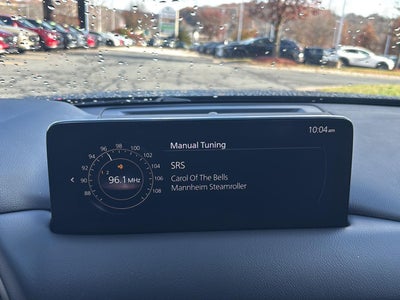 Manual Tuning
10:04am
SRS
Carol Of The Bells
Mannheim Steamroller
96.1 MHz
88
90
92
94
96
98
100
102
104
106
108